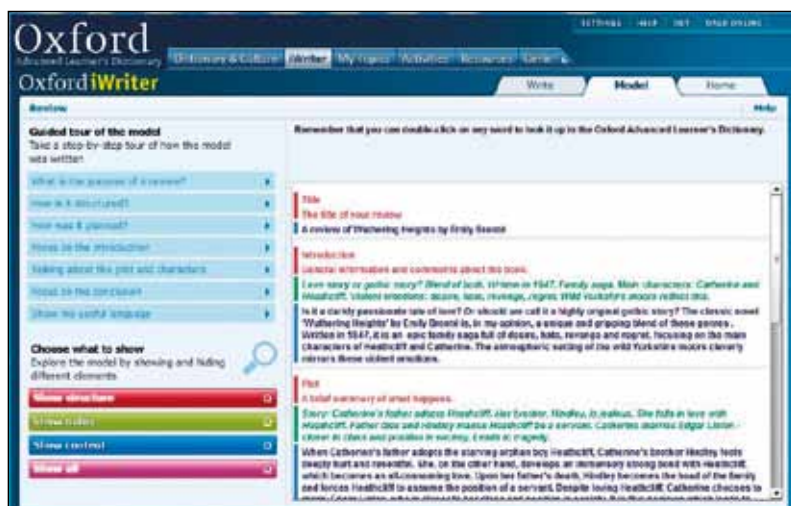 SETTINGS HELP
Oxford
Advanced Learner's Dictionary
Dictionary & Culture iWriter My Topics Activities Resources
Oxford iWriter
Write Model Home
Review
Help
Guided tour of the model
Take a step-by-step tour of how the model
was written
What is the purpose of a review?
How is it structured?
How was it planned?
Focus on the introduction
Talking about the plot and characters
Focus on the conclusion
Show me useful language
Choose what to show
Explore the model by showing and hiding
different elements
Show structure
Show notes
Show content
Show all
Remember that you can double-click on any word to look it up in the Oxford Advanced Learner's Dictionary.
Title
The title of your review
A review of Wuthering Heights by Emily Brontë
Introduction
General information and comments about the book.
Love story or gothic story? Blend of both. Written in 1847. Family saga. Main characters: Catherine and
Heathcliff. Violent emotions: desire, hate, revenge, regret. Wild Yorkshire moors reflect this.
Is it a darkly passionate tale of love? Or should we call it a highly original gothic story? The classic novel
'Wuthering Heights' by Emily Brontë is, in my opinion, a unique and gripping blend of these genres.
Written in 1847, it is an epic family saga full of desire, hate, revenge and regret, focusing on the main
characters of Heathcliff and Catherine. The atmospheric setting of the wild Yorkshire moors cleverly
mirrors these violent emotions.
Plot
A brief summary of what happens.
Story: Catherine's father adopts Heathcliff. Her brother, Hindley, is jealous. She falls in love with
Heathcliff. Father dies and Hindley makes Heathcliff be a servant. Catherine marries Edgar Linton -
closer in class and position in society. Leads to tragedy.
When Catherine's father adopts the starving orphan boy Heathcliff, Catherine's brother Hindley feels
deeply hurt and resentful. She, on the other hand, develops an immensely strong bond with Heathcliff,
which becomes an all-consuming love. Upon her father's death, Hindley becomes the head of the family
and forces Heathcliff to assume the position of a servant. Despite loving Heathcliff, Catherine chooses to